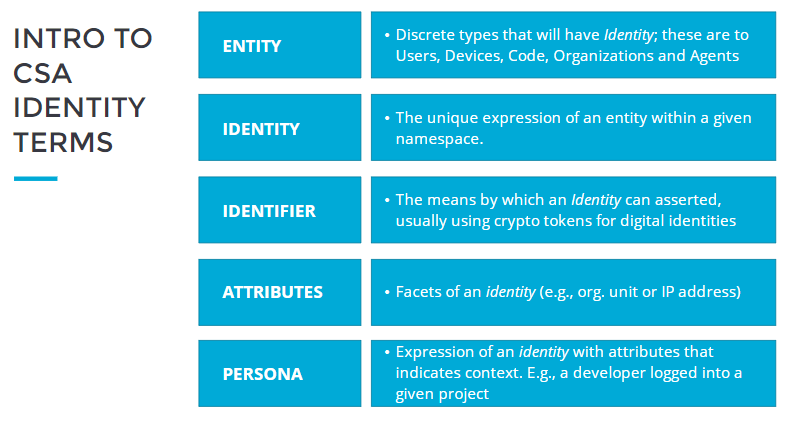 INTRO TO
CSA
IDENTITY
TERMS
ENTITY
• Discrete types that will have Identity; these are to
Users, Devices, Code, Organizations and Agents
IDENTITY
• The unique expression of an entity within a given
namespace.
IDENTIFIER
• The means by which an Identity can asserted,
usually using crypto tokens for digital identities
ATTRIBUTES
• Facets of an identity (e.g., org. unit or IP address)
PERSONA
• Expression of an identity with attributes that
indicates context. E.g., a developer logged into a
given project